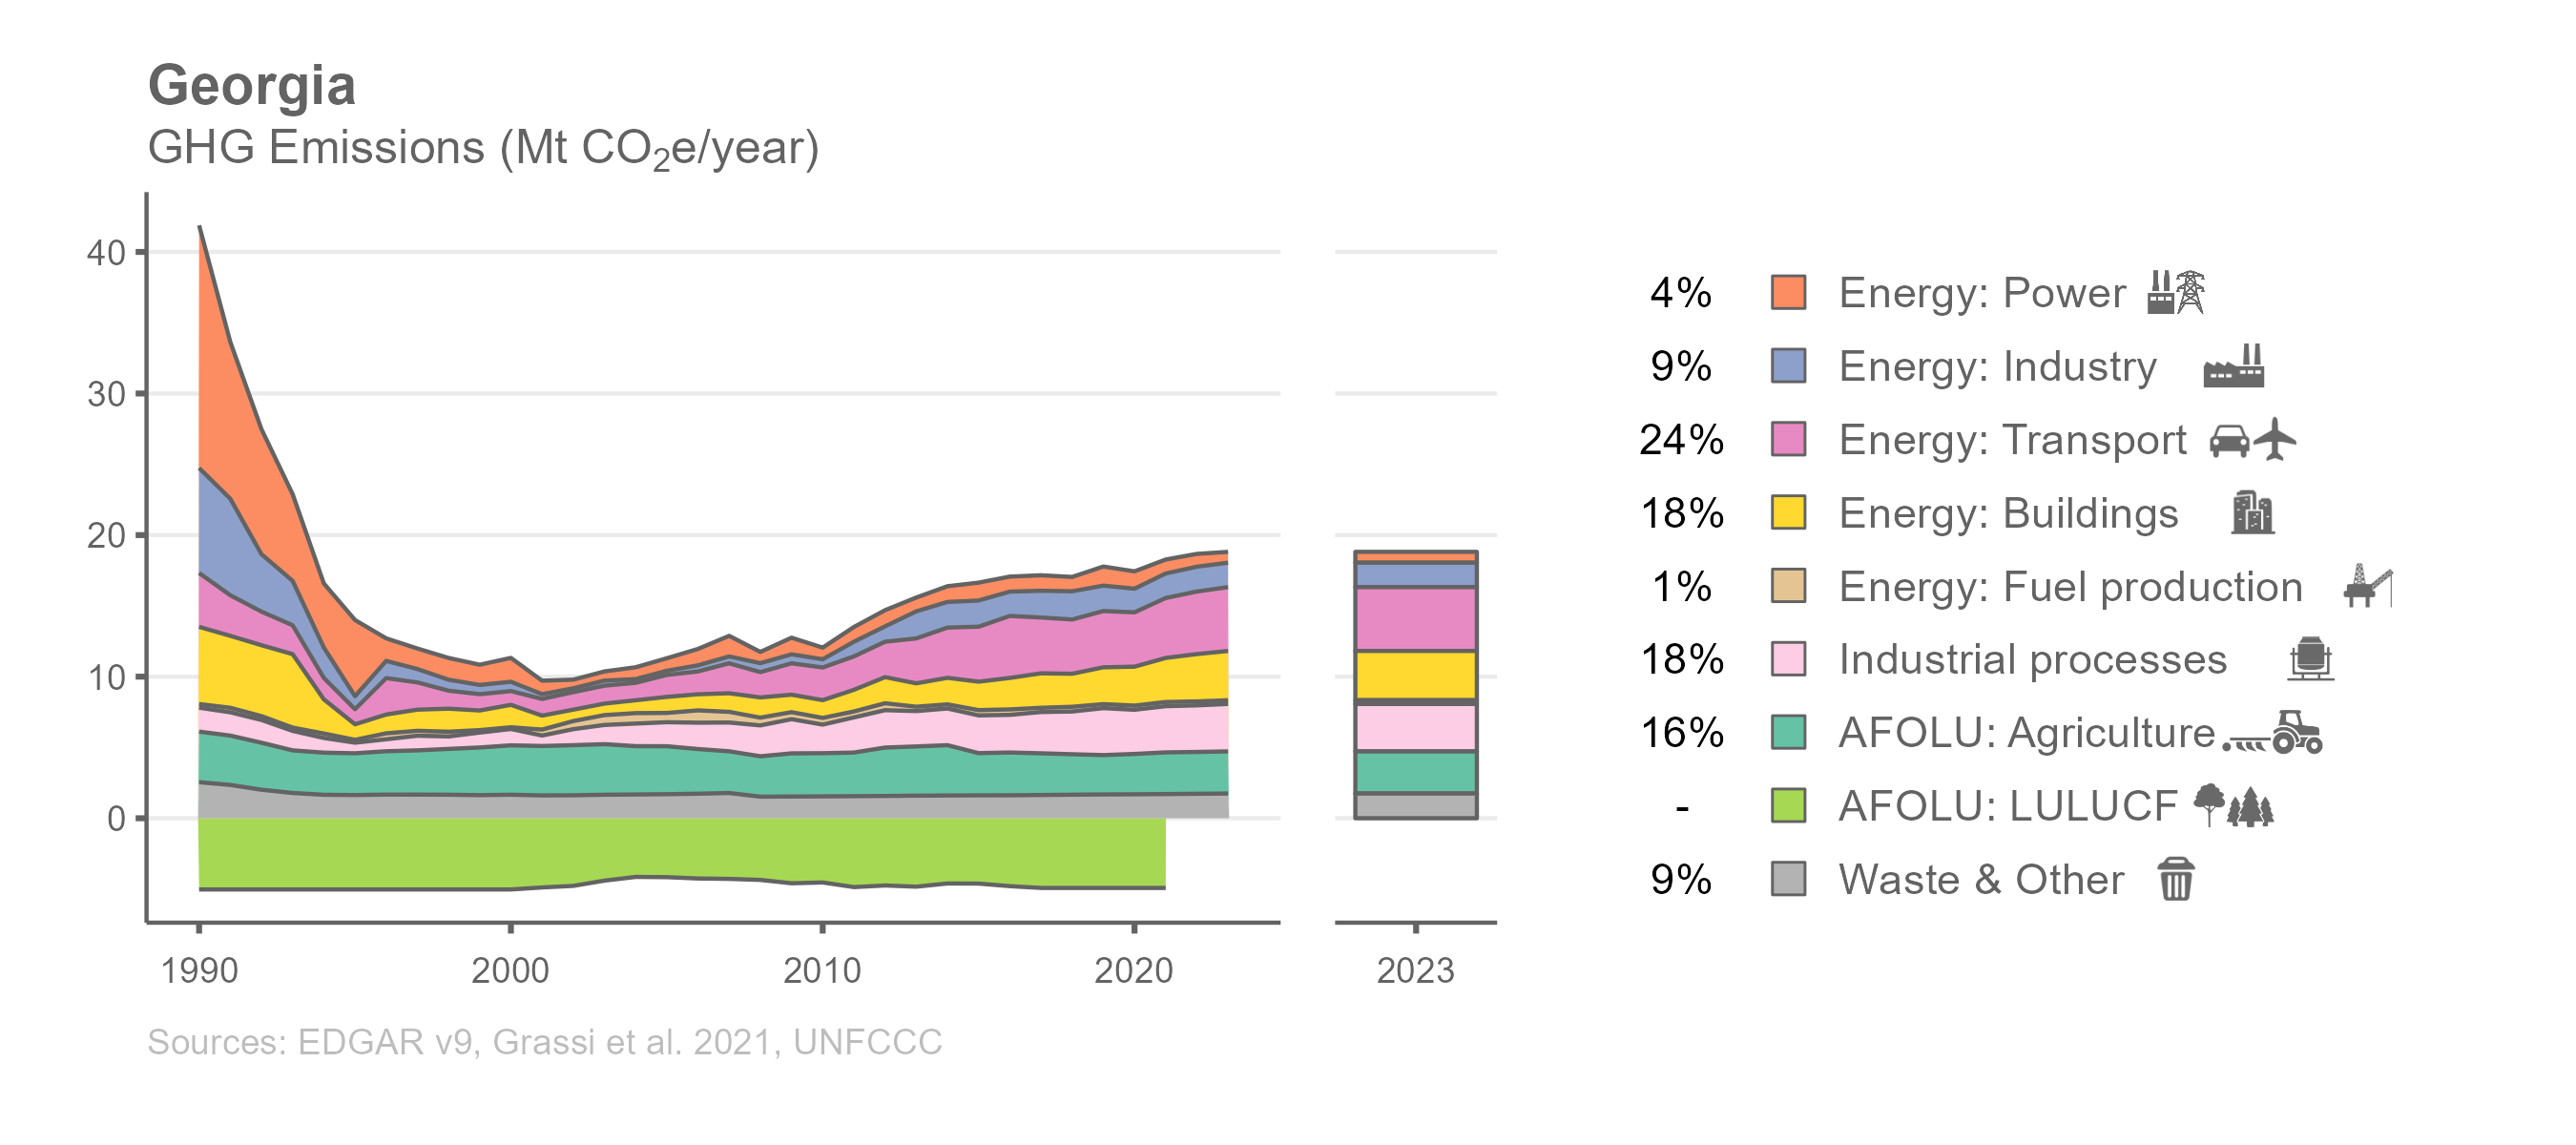 Georgia
GHG Emissions (Mt CO₂e/year)
40
30
20
10
0
1990 2000 2010 2020 2023
4% Energy: Power
9% Energy: Industry
24% Energy: Transport
18% Energy: Buildings
1% Energy: Fuel production
18% Industrial processes
16% AFOLU: Agriculture
- AFOLU: LULUCF
9% Waste & Other
Sources: EDGAR v9, Grassi et al. 2021, UNFCCC